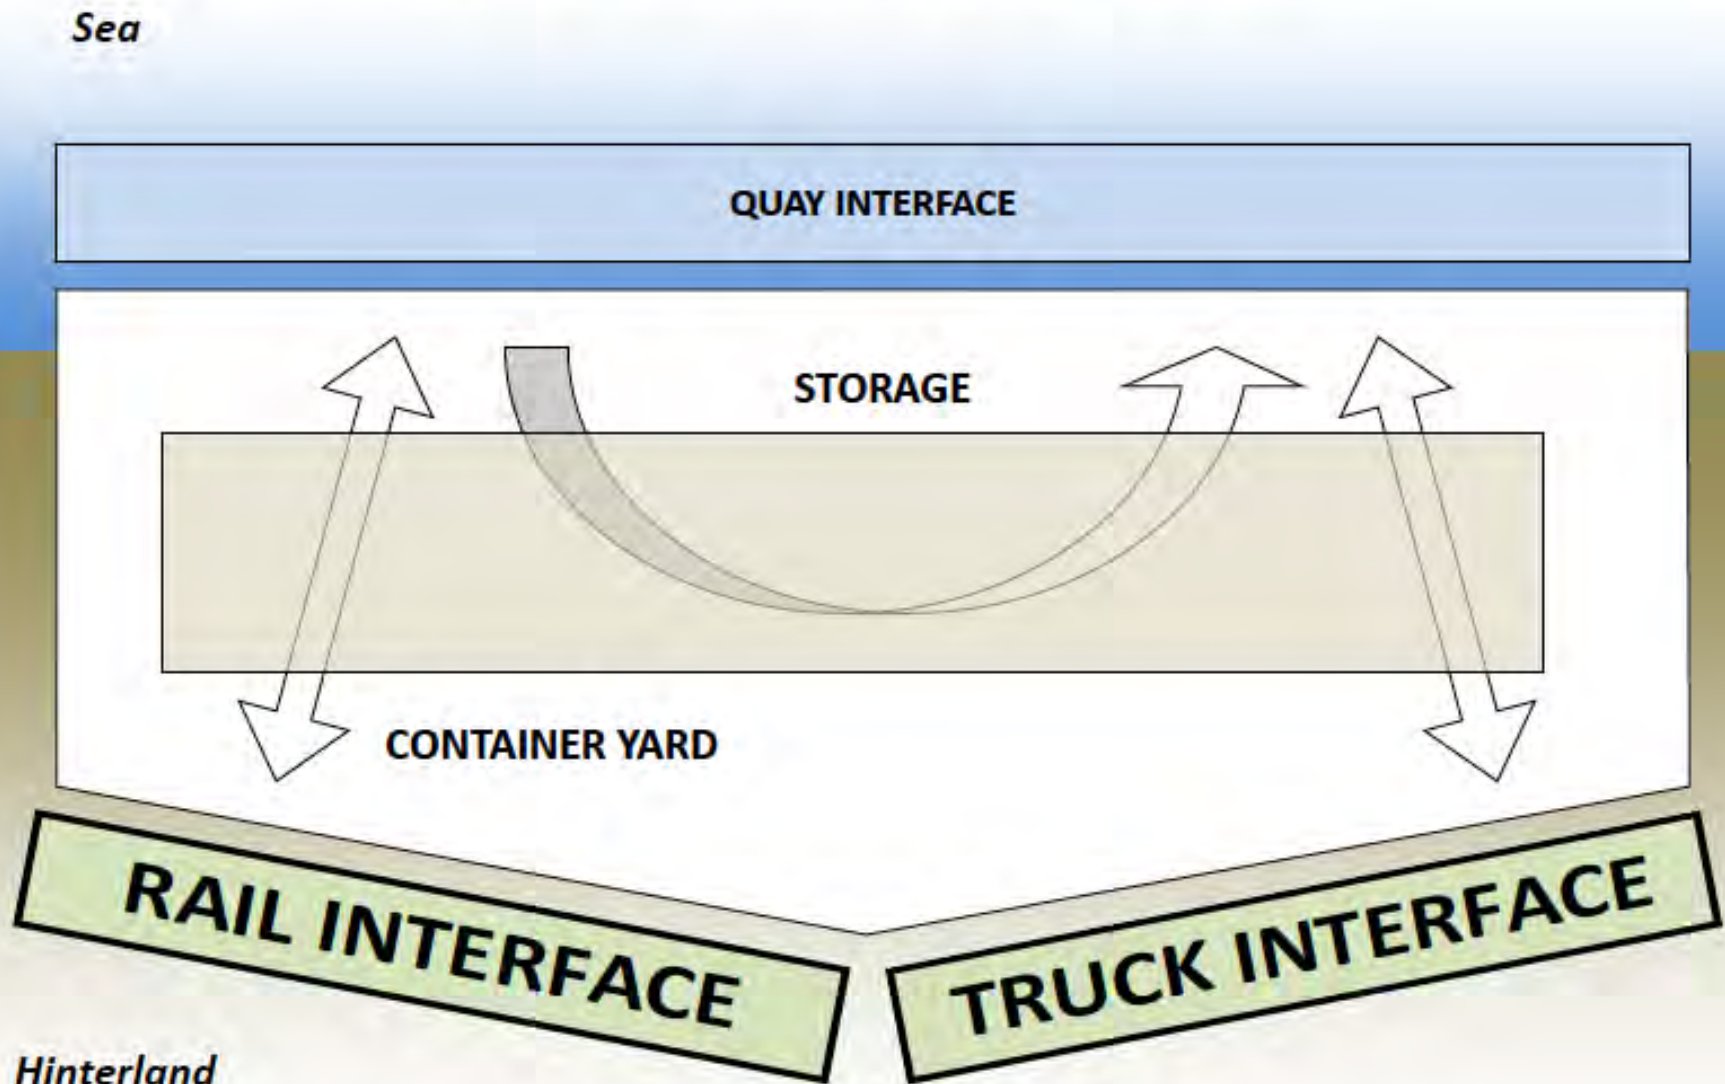 Sea
QUAY INTERFACE
STORAGE
CONTAINER YARD
RAIL INTERFACE
TRUCK INTERFACE
Hinterland